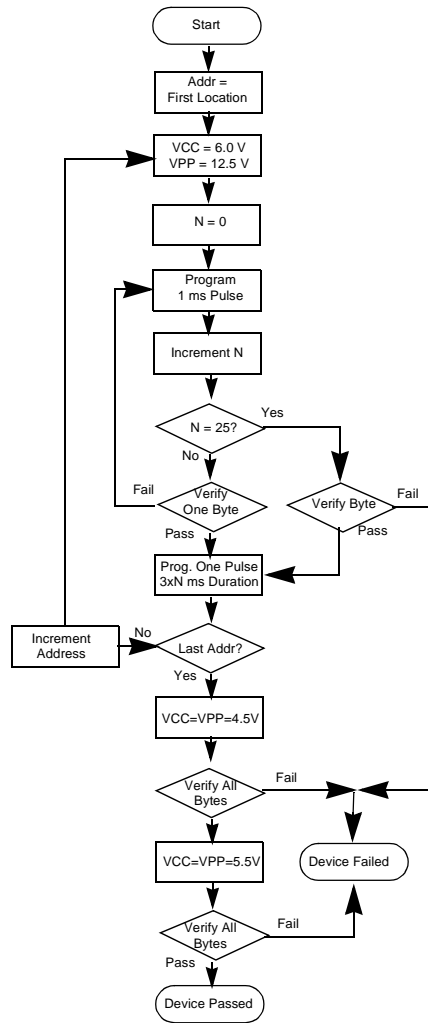 Start
Addr =
First Location
VCC = 6.0 V
VPP = 12.5 V
N = 0
Program
1 ms Pulse
Increment N
N = 25?
Yes
No
Fail
Verify
One Byte
Verify Byte
Fail
Pass
Pass
Prog. One Pulse
3xN ms Duration
Increment
Address
No
Last Addr?
Yes
VCC=VPP=4.5V
Verify All
Bytes
Fail
VCC=VPP=5.5V
Device Failed
Verify All
Bytes
Fail
Pass
Device Passed